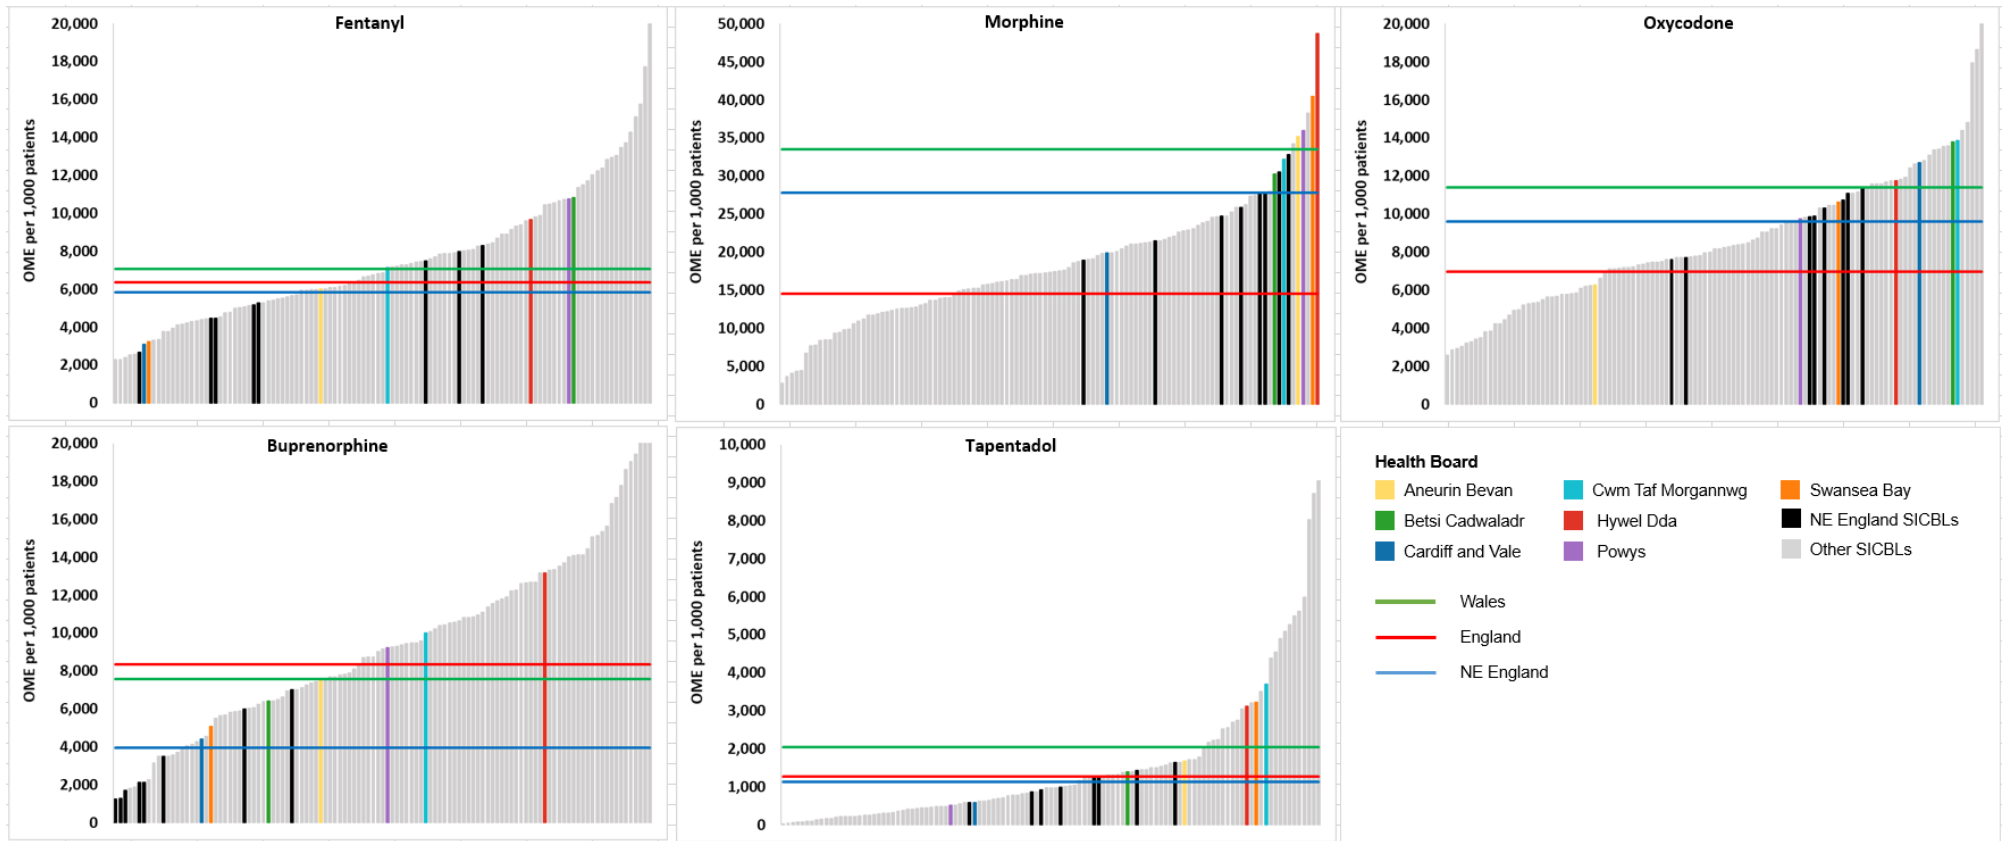 Fentanyl
OME per 1,000 patients
20,000
18,000
16,000
14,000
12,000
10,000
8,000
6,000
4,000
2,000
0
Morphine
OME per 1,000 patients
50,000
45,000
40,000
35,000
30,000
25,000
20,000
15,000
10,000
5,000
0
Oxycodone
OME per 1,000 patients
20,000
18,000
16,000
14,000
12,000
10,000
8,000
6,000
4,000
2,000
0
Buprenorphine
OME per 1,000 patients
20,000
18,000
16,000
14,000
12,000
10,000
8,000
6,000
4,000
2,000
0
Tapentadol
OME per 1,000 patients
10,000
9,000
8,000
7,000
6,000
5,000
4,000
3,000
2,000
1,000
0
Health Board
Aneurin Bevan
Cwm Taf Morgannwg
Swansea Bay
Betsi Cadwaladr
Hywel Dda
NE England SICBLs
Cardiff and Vale
Powys
Other SICBLs
Wales
England
NE England